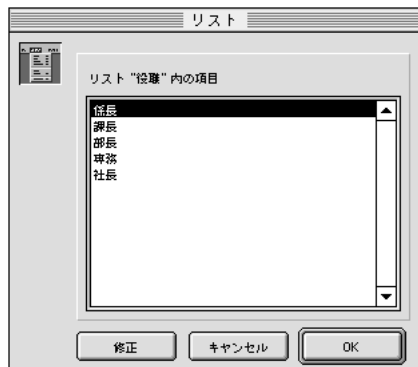 リスト
リスト "役職" 内の項目
係長
課長
部長
専務
社長
修正 キャンセル OK